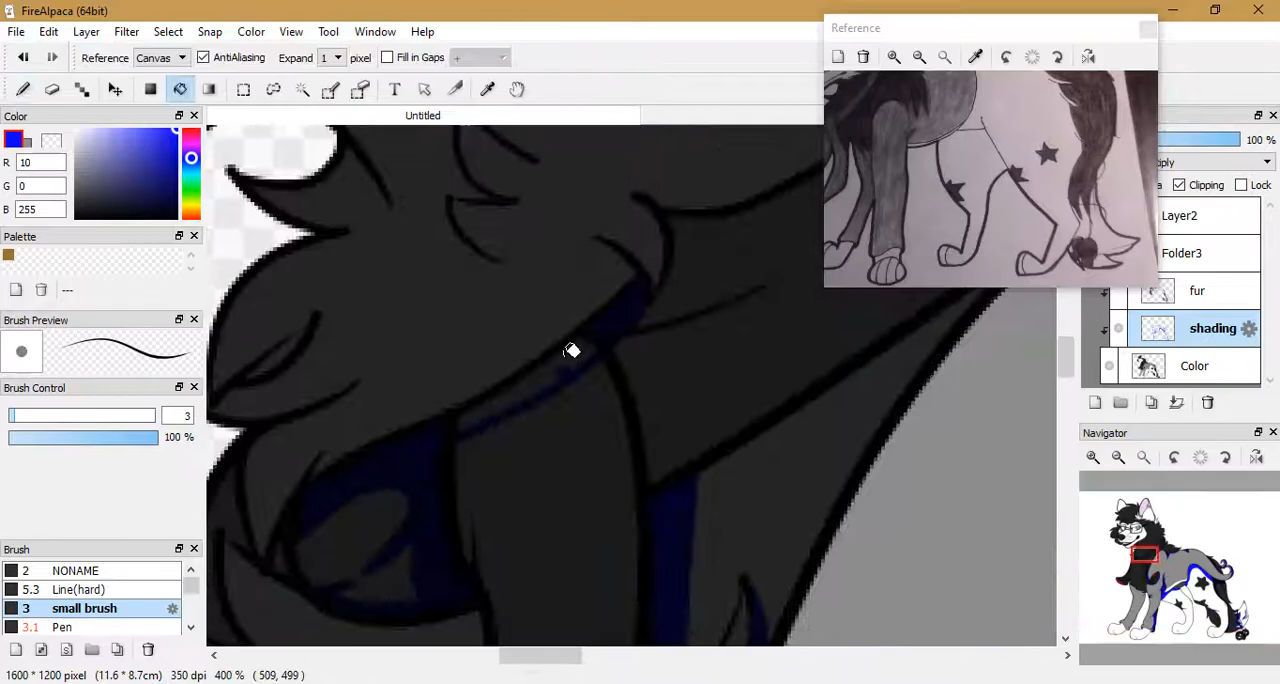 FireAlpaca (64bit)
File Edit Layer Filter Select Snap Color View Tool Window Help
Reference Canvas AntiAliasing Expand 1 pixel Fill in Gaps +
T
Reference
Color
Untitled
R 10
G 0
B 255
100 %
Clipping Lock
Layer2
Folder3
fur
shading
Color
Palette
---
Brush Preview
Brush Control
3
100 %
Navigator
Brush
2 NONAME
5.3 Line(hard)
3 small brush
3.1 Pen
1600 * 1200 pixel (11.6 * 8.7cm) 350 dpi 400 % ( 509, 499 )